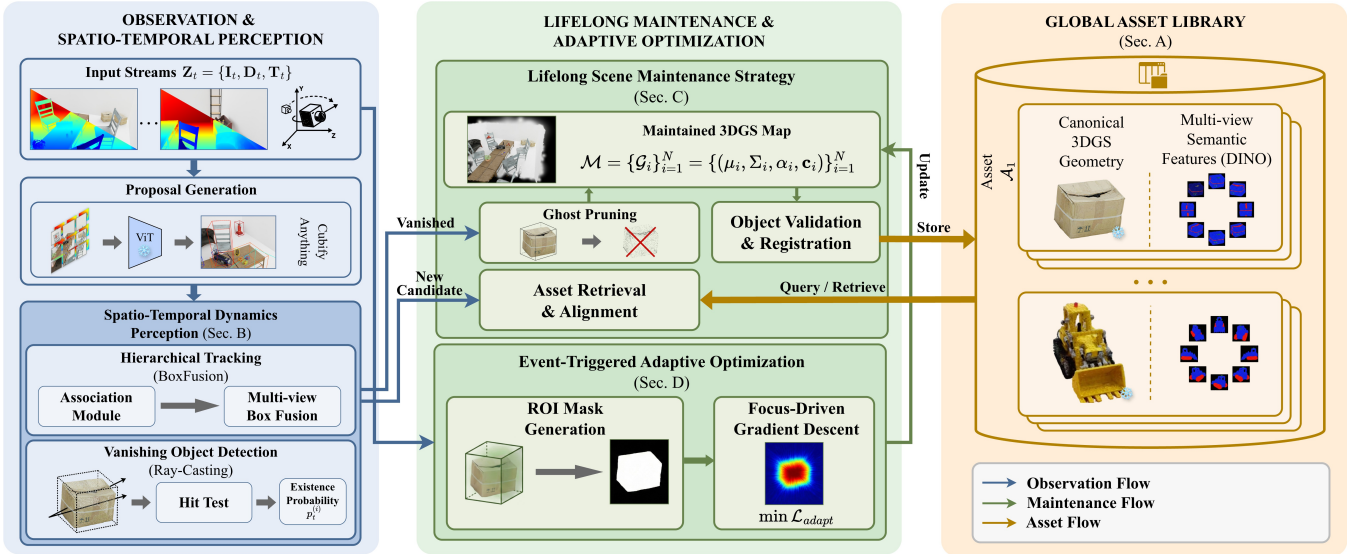 OBSERVATION &
SPATIO-TEMPORAL PERCEPTION
Input Streams Z_t = {I_t, D_t, T_t}
...
Y
X
Z
Proposal Generation
ViT
Cubify
Anything
Spatio-Temporal Dynamics
Perception (Sec. B)
Hierarchical Tracking
(BoxFusion)
Association
Module
Multi-view
Box Fusion
Vanishing Object Detection
(Ray-Casting)
Hit Test
Existence
Probability
p_t^{(i)}
Vanished
New
Candidate
LIFELONG MAINTENANCE &
ADAPTIVE OPTIMIZATION
Lifelong Scene Maintenance Strategy
(Sec. C)
Maintained 3DGS Map
M = {G_i}_{i=1}^N = {(μ_i, Σ_i, α_i, c_i)}_{i=1}^N
Ghost Pruning
Object Validation
& Registration
Asset Retrieval
& Alignment
Event-Triggered Adaptive Optimization
(Sec. D)
ROI Mask
Generation
Focus-Driven
Gradient Descent
min L_{adapt}
Update
Store
Query / Retrieve
GLOBAL ASSET LIBRARY
(Sec. A)
Asset
A_1
Canonical
3DGS
Geometry
Multi-view
Semantic
Features (DINO)
...
Observation Flow
Maintenance Flow
Asset Flow